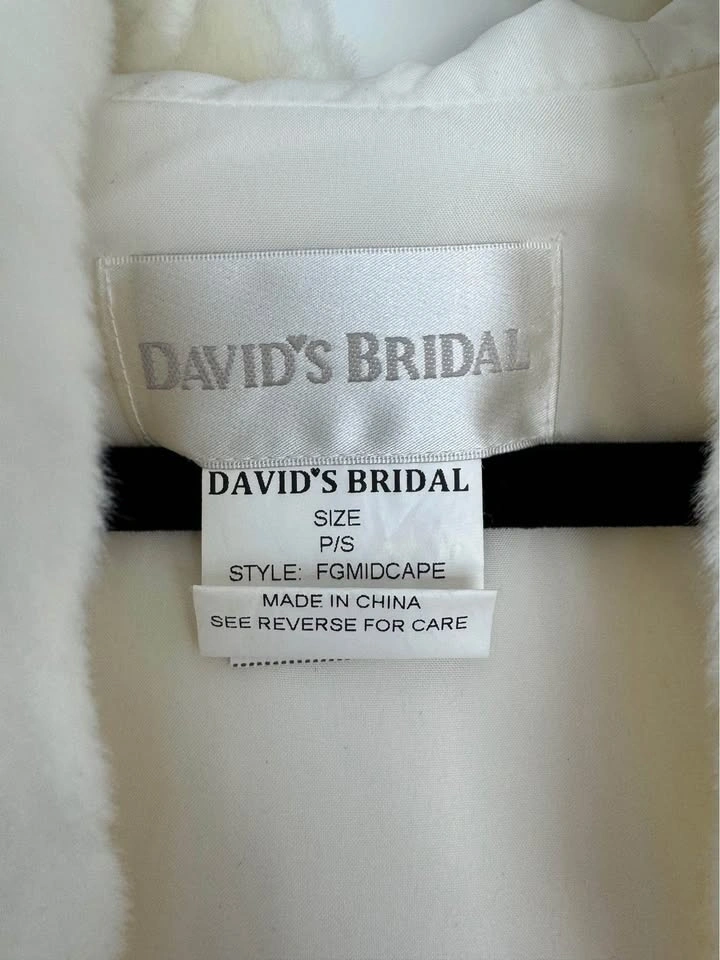 DAVID'S BRIDAL
DAVID'S BRIDAL
SIZE
P/S
STYLE: FGMIDCAPE
MADE IN CHINA
SEE REVERSE FOR CARE